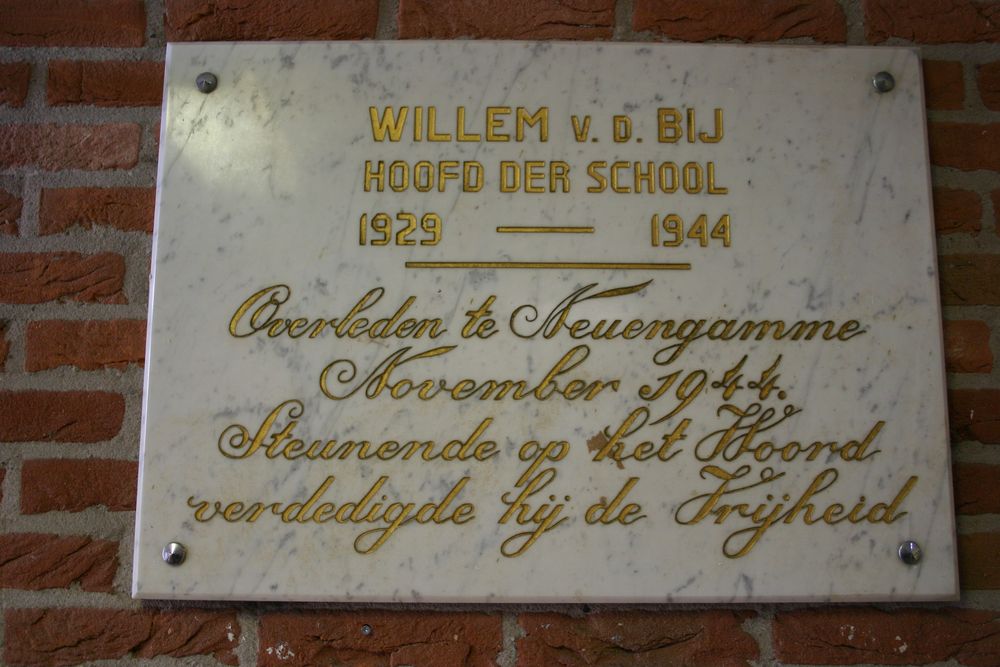 WILLEM V. D. BIJ
HOOFD DER SCHOOL
1929 — 1944
Overleden te Neuengamme
November 1944.
Steunende op het Woord
verdedigde hij de Vrijheid